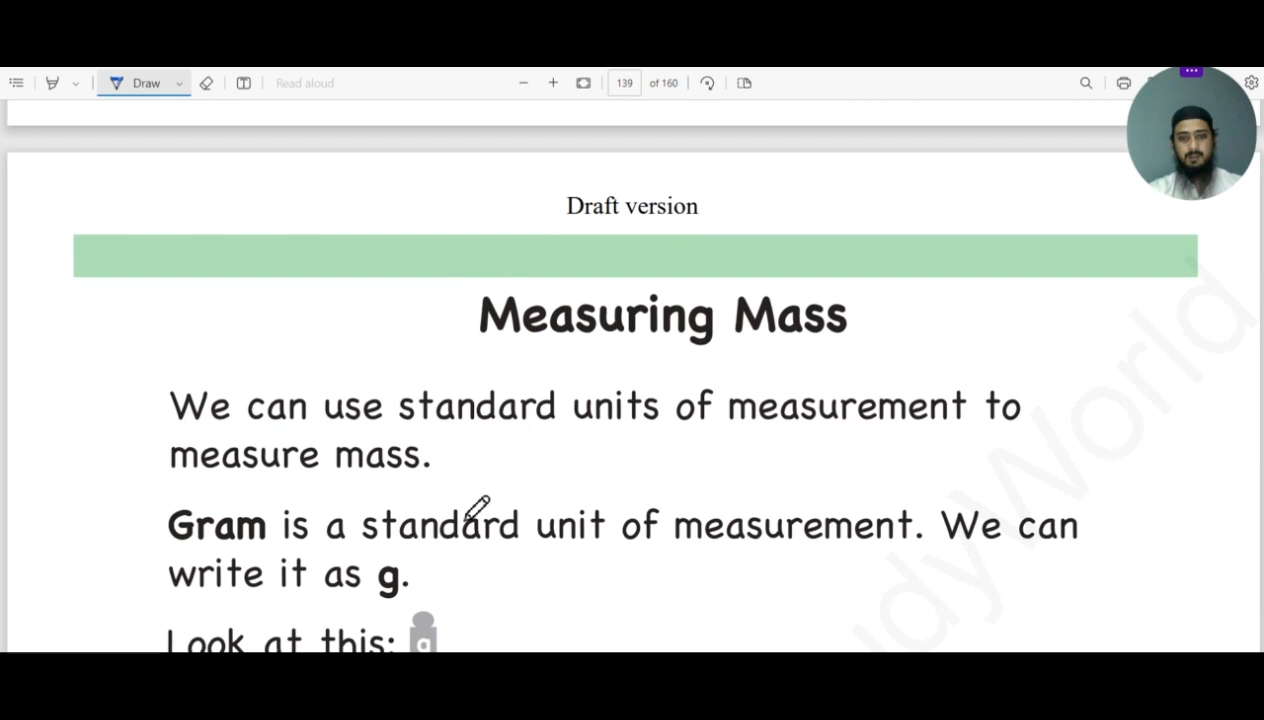 Draw
Read aloud
139 of 160
Draft version
Measuring Mass
We can use standard units of measurement to
measure mass.
Gram is a standard unit of measurement. We can
write it as g.
Look at this: g